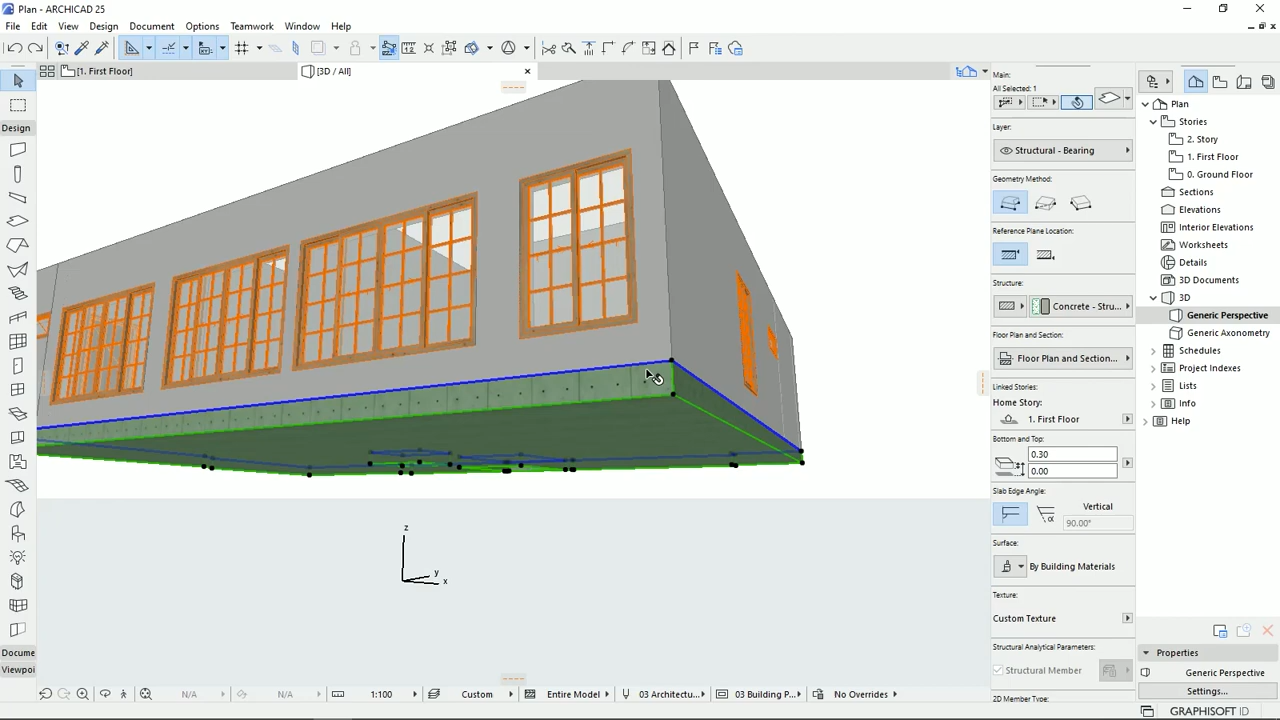 Plan - ARCHICAD 25
File Edit View Design Document Options Teamwork Window Help
[1. First Floor]
[3D / All]
Design
Docume
Viewpoi
z
y
x
Main:
All Selected: 1
Layer:
Structural - Bearing
Geometry Method:
Reference Plane Location:
Structure:
Concrete - Stru...
Floor Plan and Section:
Floor Plan and Section...
Linked Stories:
Home Story:
1. First Floor
Bottom and Top:
0.30
0.00
Slab Edge Angle:
Vertical
90.00°
Surface:
By Building Materials
Texture:
Custom Texture
Structural Analytical Parameters:
Structural Member
2D Member Type:
Plan
Stories
2. Story
1. First Floor
0. Ground Floor
Sections
Elevations
Interior Elevations
Worksheets
Details
3D Documents
3D
Generic Perspective
Generic Axonometry
Schedules
Project Indexes
Lists
Info
Help
Properties
Generic Perspective
Settings...
N/A N/A 1:100 Custom Entire Model 03 Architectu... 03 Building P... No Overrides
GRAPHISOFT ID